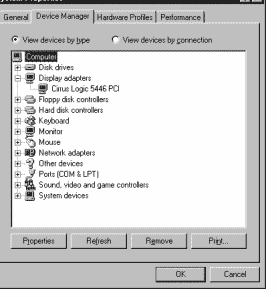 General Device Manager Hardware Profiles Performance
View devices by type View devices by connection
Computer
Disk drives
Display adapters
Cirrus Logic 5446 PCI
Floppy disk controllers
Hard disk controllers
Keyboard
Monitor
Mouse
Network adapters
Other devices
Ports (COM & LPT)
Sound, video and game controllers
System devices
Properties Refresh Remove Print...
OK Cancel